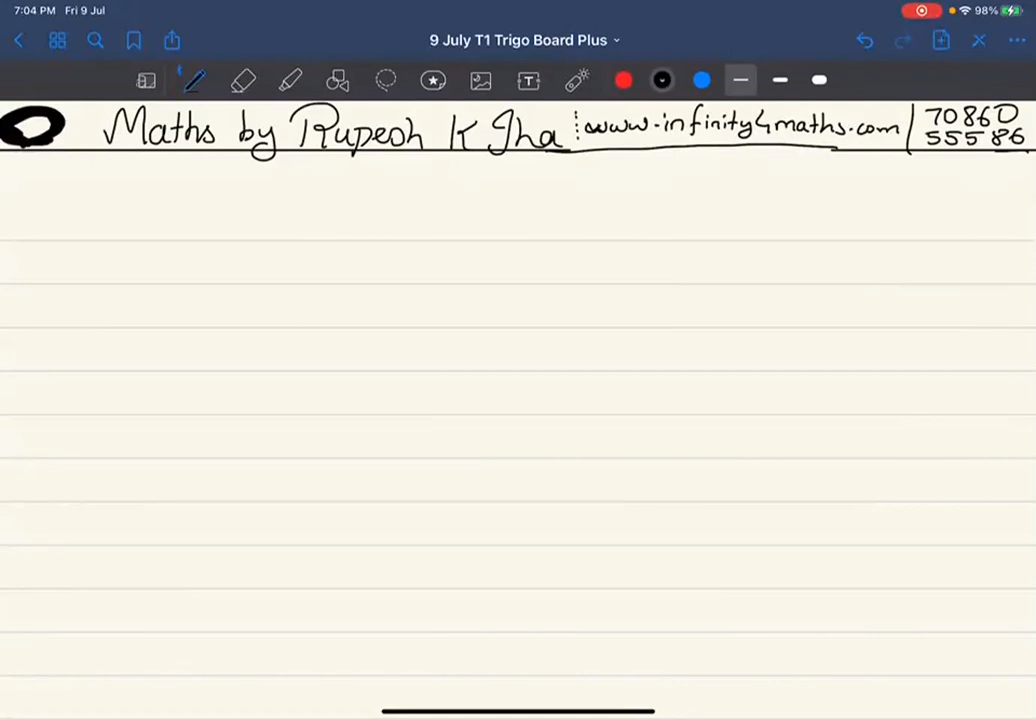 7:04 PM Fri 9 Jul 98%
9 July T1 Trigo Board Plus
T
Maths by Rupesh K Jha www.infinity4maths.com 70860
55586